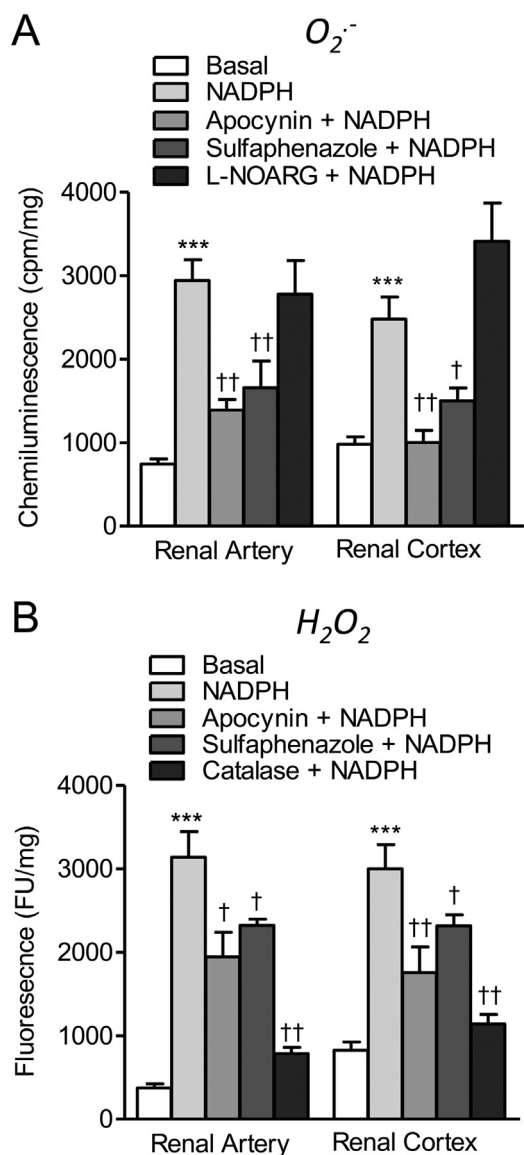 A
O₂·⁻
Basal
NADPH
Apocynin + NADPH
Sulfaphenazole + NADPH
L-NOARG + NADPH
Chemiluminescence (cpm/mg)
4000
3000
2000
1000
0
***
††
††
***
††
†
Renal Artery
Renal Cortex
B
H₂O₂
Basal
NADPH
Apocynin + NADPH
Sulfaphenazole + NADPH
Catalase + NADPH
Fluoresecnce (FU/mg)
4000
3000
2000
1000
0
***
†
†
††
***
††
†
††
Renal Artery
Renal Cortex